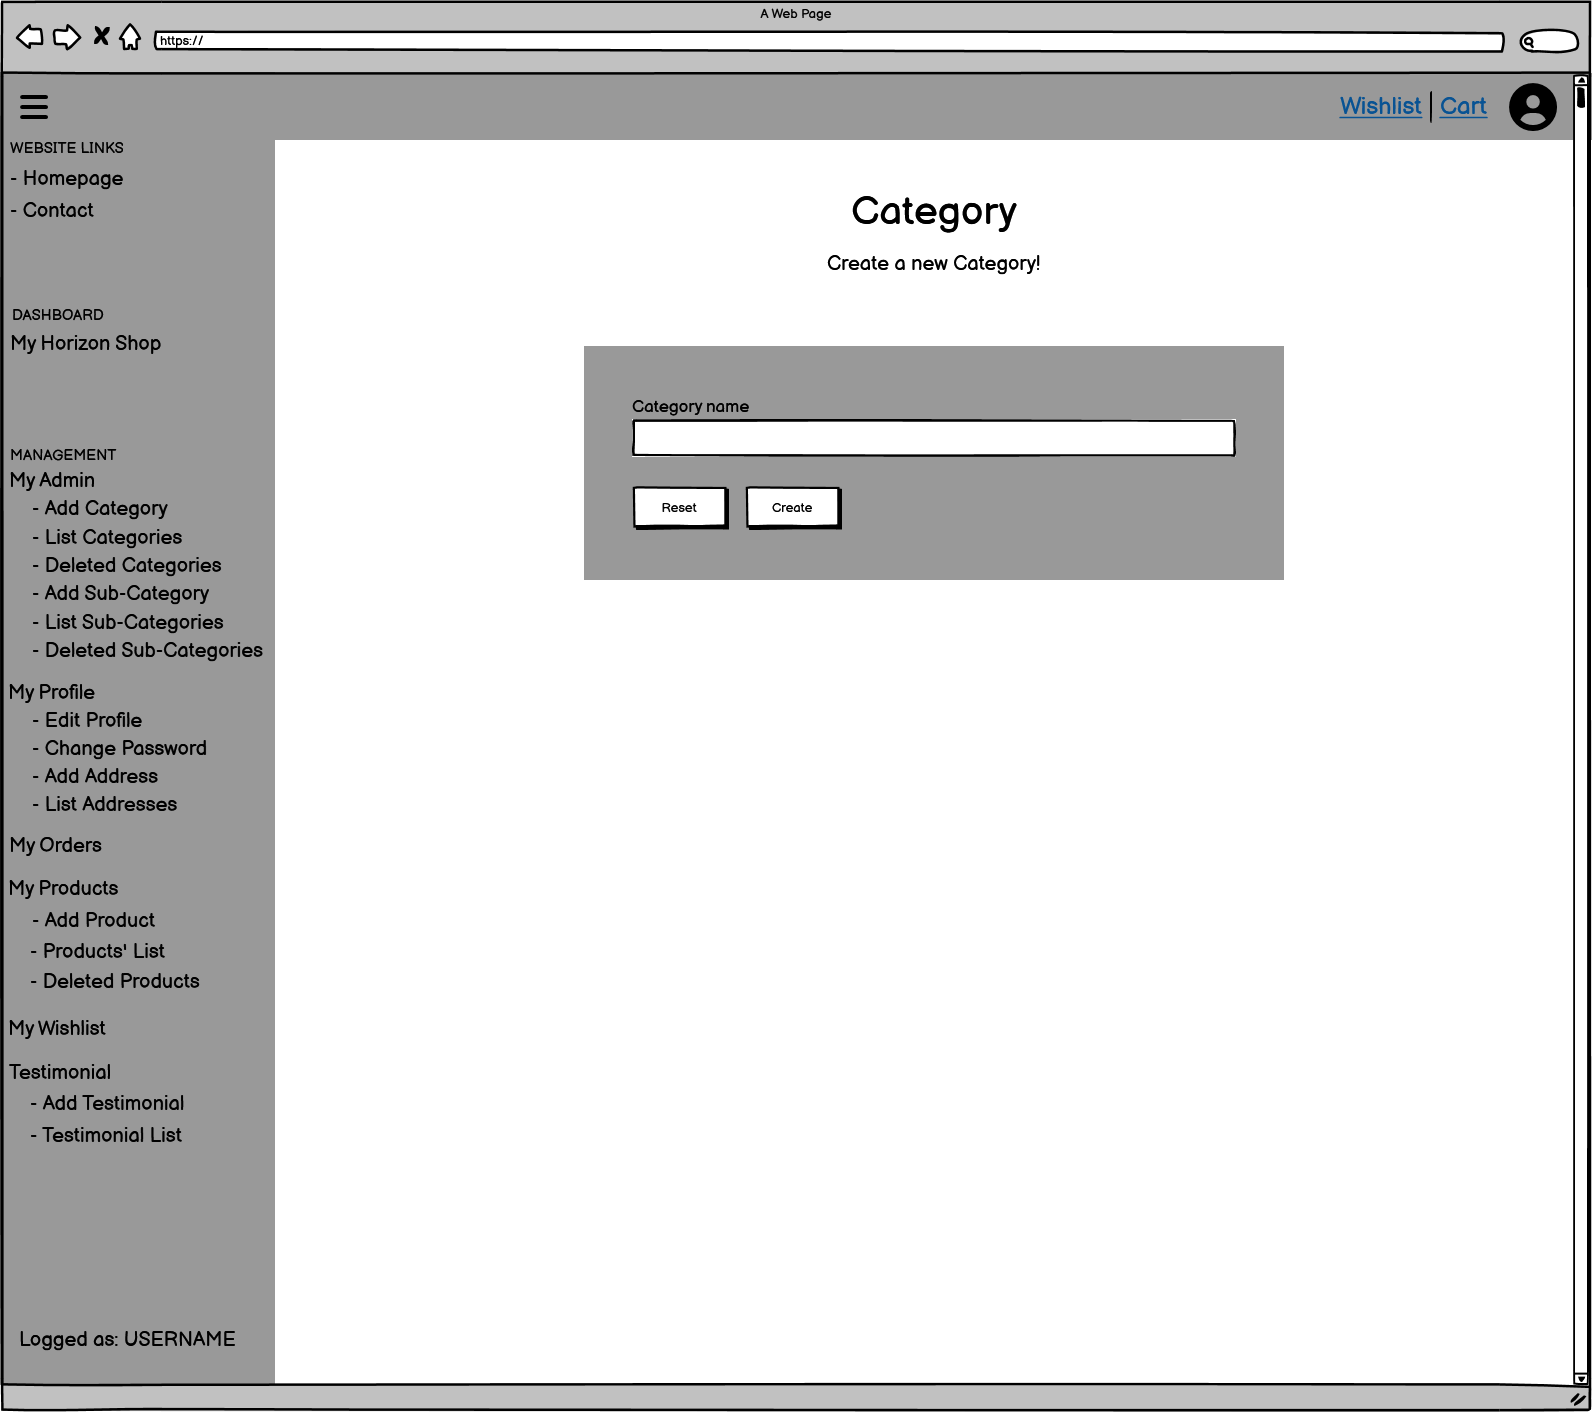 A Web Page
https://
Wishlist | Cart
WEBSITE LINKS
- Homepage
- Contact
DASHBOARD
My Horizon Shop
MANAGEMENT
My Admin
- Add Category
- List Categories
- Deleted Categories
- Add Sub-Category
- List Sub-Categories
- Deleted Sub-Categories
My Profile
- Edit Profile
- Change Password
- Add Address
- List Addresses
My Orders
My Products
- Add Product
- Products' List
- Deleted Products
My Wishlist
Testimonial
- Add Testimonial
- Testimonial List
Logged as: USERNAME
Category
Create a new Category!
Category name
Reset
Create